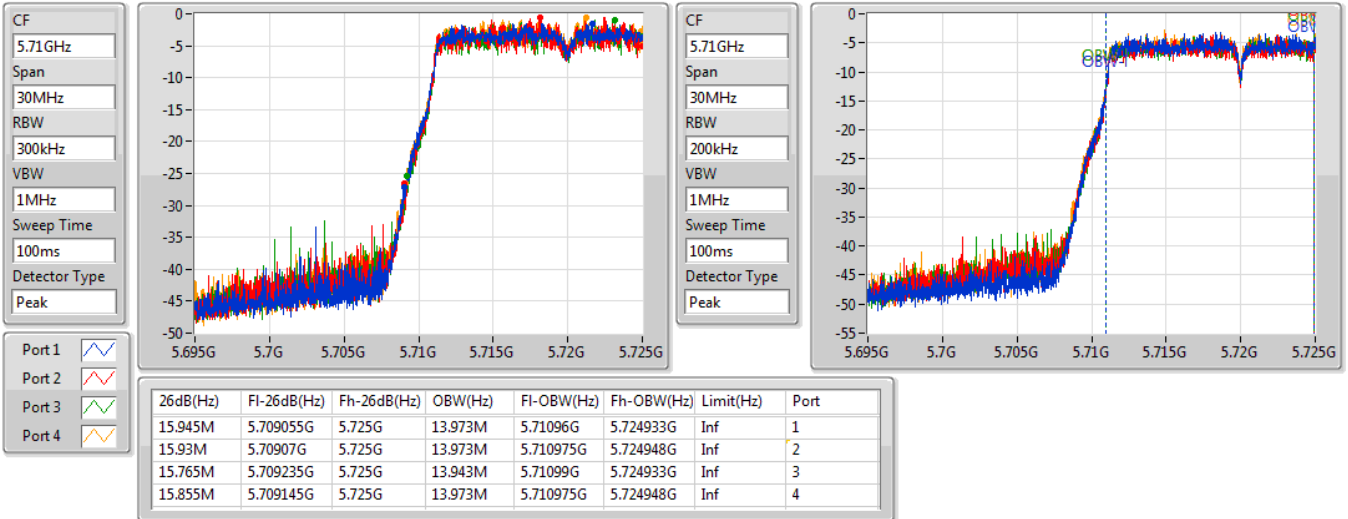 CF
5.71GHz
Span
30MHz
RBW
300kHz
VBW
1MHz
Sweep Time
100ms
Detector Type
Peak
0
-5
-10
-15
-20
-25
-30
-35
-40
-45
-50
5.695G 5.7G 5.705G 5.71G 5.715G 5.72G 5.725G
CF
5.71GHz
Span
30MHz
RBW
200kHz
VBW
1MHz
Sweep Time
100ms
Detector Type
Peak
0
-5
-10
-15
-20
-25
-30
-35
-40
-45
-50
-55
5.695G 5.7G 5.705G 5.71G 5.715G 5.72G 5.725G
Port 1
Port 2
Port 3
Port 4
26dB(Hz) Fl-26dB(Hz) Fh-26dB(Hz) OBW(Hz) Fl-OBW(Hz) Fh-OBW(Hz) Limit(Hz) Port
15.945M 5.709055G 5.725G 13.973M 5.71096G 5.724933G Inf 1
15.93M 5.70907G 5.725G 13.973M 5.710975G 5.724948G Inf 2
15.765M 5.709235G 5.725G 13.943M 5.71099G 5.724933G Inf 3
15.855M 5.709145G 5.725G 13.973M 5.710975G 5.724948G Inf 4